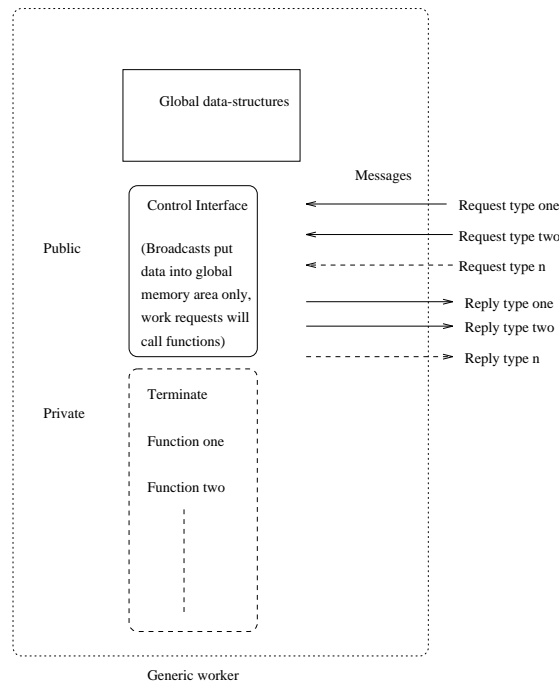 Global data-structures
Messages
Control Interface
Request type one
Request type two
Public
(Broadcasts put
data into global
memory area only,
work requests will
call functions)
Request type n
Reply type one
Reply type two
Reply type n
Private
Terminate
Function one
Function two
Generic worker